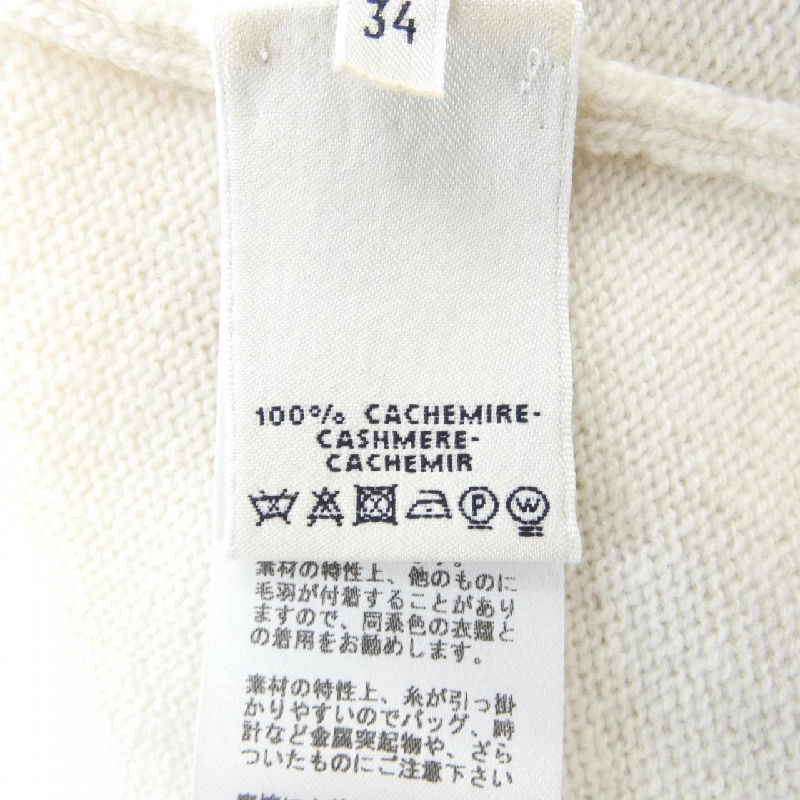 34
100% CACHEMIRE-
CASHMERE-
CACHEMIR
P W
素材の特性上、他のものに
毛羽が付着することがあり
ますので、同系色の衣類と
の着用をお勧めします。
素材の特性上、糸が引っ掛
かりやすいのでバッグ、時
計など金属突起物や、ざら
ついたものにご注意下さい